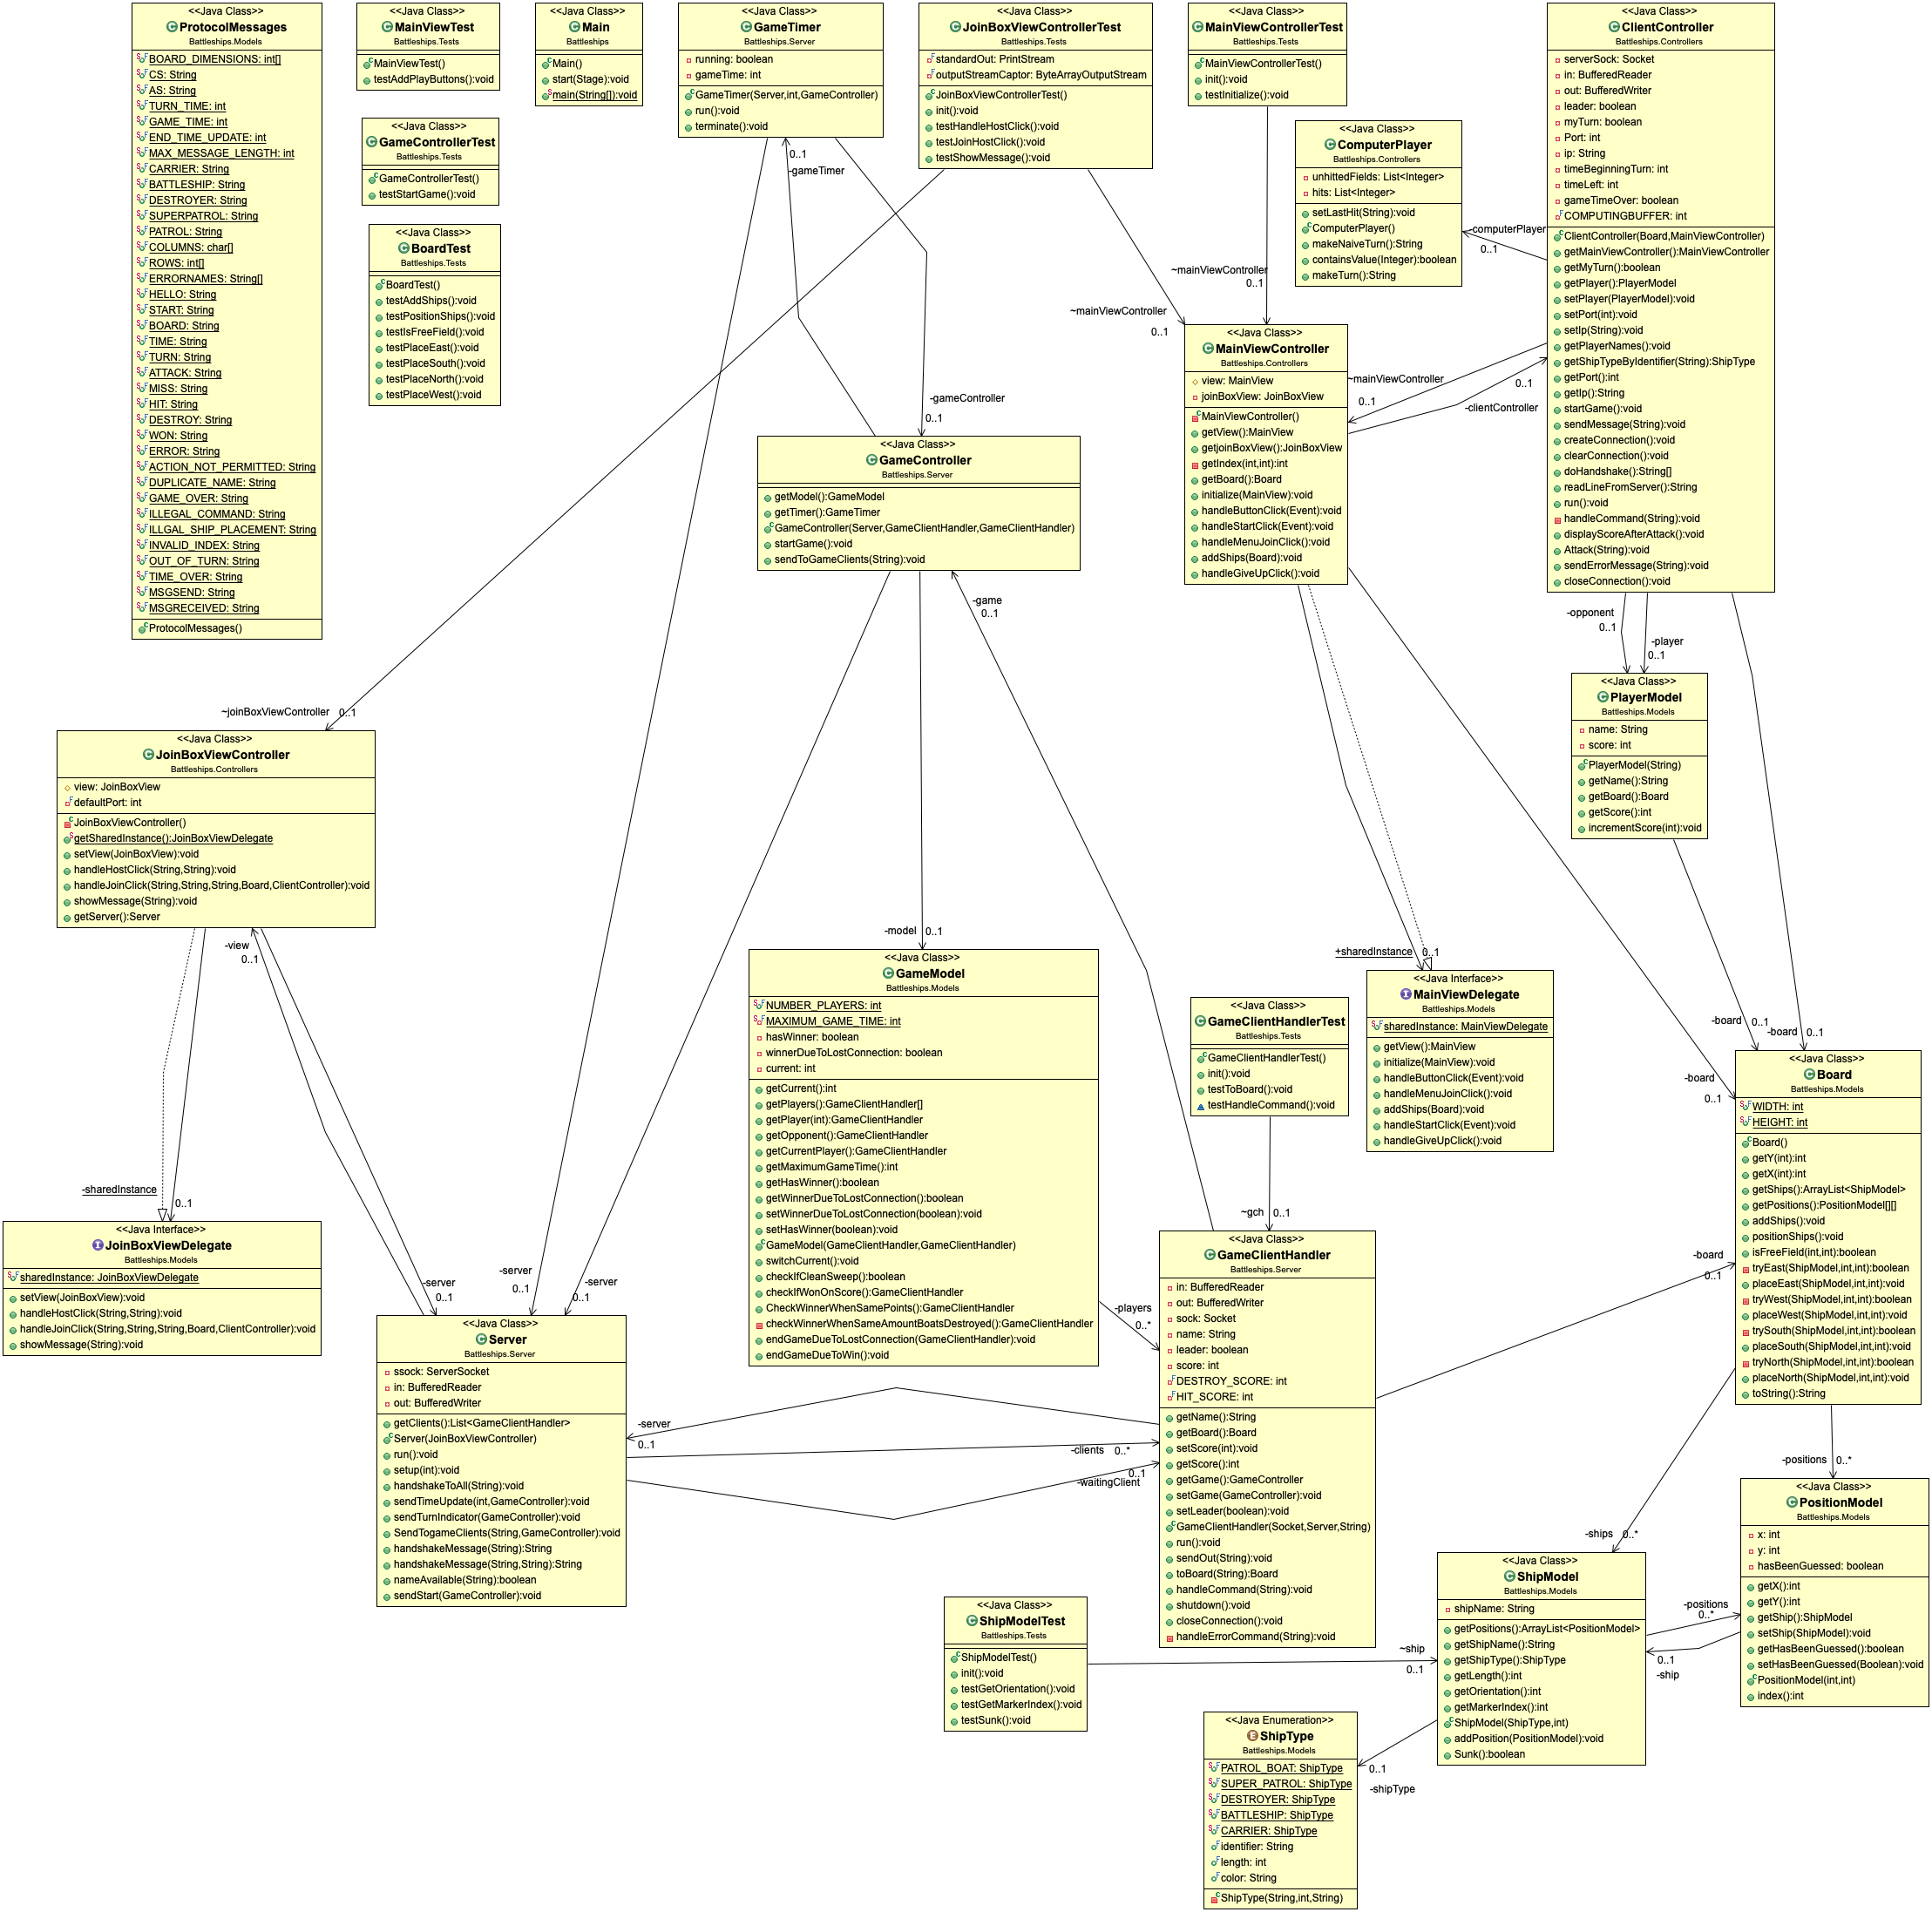 <<Java Class>>
ProtocolMessages
Battleships.Models
BOARD_DIMENSIONS: int[]
CS: String
AS: String
TURN_TIME: int
GAME_TIME: int
END_TIME_UPDATE: int
MAX_MESSAGE_LENGTH: int
CARRIER: String
BATTLESHIP: String
DESTROYER: String
SUPERPATROL: String
PATROL: String
COLUMNS: char[]
ROWS: int[]
ERRORNAMES: String[]
HELLO: String
START: String
BOARD: String
TIME: String
TURN: String
ATTACK: String
MISS: String
HIT: String
DESTROY: String
WON: String
ERROR: String
ACTION_NOT_PERMITTED: String
DUPLICATE_NAME: String
GAME_OVER: String
ILLEGAL_COMMAND: String
ILLGAL_SHIP_PLACEMENT: String
INVALID_INDEX: String
OUT_OF_TURN: String
TIME_OVER: String
MSGSEND: String
MSGRECEIVED: String
ProtocolMessages()
<<Java Class>>
MainViewTest
Battleships.Tests
MainViewTest()
testAddPlayButtons():void
<<Java Class>>
GameControllerTest
Battleships.Tests
GameControllerTest()
testStartGame():void
<<Java Class>>
BoardTest
Battleships.Tests
BoardTest()
testAddShips():void
testPositionShips():void
testIsFreeField():void
testPlaceEast():void
testPlaceSouth():void
testPlaceNorth():void
testPlaceWest():void
<<Java Class>>
Main
Battleships
Main()
start(Stage):void
main(String[]):void
<<Java Class>>
GameTimer
Battleships.Server
running: boolean
gameTime: int
GameTimer(Server,int,GameController)
run():void
terminate():void
0..1
-gameTimer
<<Java Class>>
JoinBoxViewControllerTest
Battleships.Tests
standardOut: PrintStream
outputStreamCaptor: ByteArrayOutputStream
JoinBoxViewControllerTest()
init():void
testHandleHostClick():void
testJoinHostClick():void
testShowMessage():void
<<Java Class>>
MainViewControllerTest
Battleships.Tests
MainViewControllerTest()
init():void
testInitialize():void
<<Java Class>>
ComputerPlayer
Battleships.Controllers
unhittedFields: List<Integer>
hits: List<Integer>
setLastHit(String):void
ComputerPlayer()
makeNaiveTurn():String
containsValue(Integer):boolean
makeTurn():String
-computerPlayer
0..1
<<Java Class>>
ClientController
Battleships.Controllers
serverSock: Socket
in: BufferedReader
out: BufferedWriter
leader: boolean
myTurn: boolean
Port: int
ip: String
timeBeginningTurn: int
timeLeft: int
gameTimeOver: boolean
COMPUTINGBUFFER: int
ClientController(Board,MainViewController)
getMainViewController():MainViewController
getMyTurn():boolean
getPlayer():PlayerModel
setPlayer(PlayerModel):void
setPort(int):void
setIp(String):void
getPlayerNames():void
getShipTypeByIdentifier(String):ShipType
getPort():int
getIp():String
startGame():void
sendMessage(String):void
createConnection():void
clearConnection():void
doHandshake():String[]
readLineFromServer():String
run():void
handleCommand(String):void
displayScoreAfterAttack():void
Attack(String):void
sendErrorMessage(String):void
closeConnection():void
~mainViewController
0..1
~mainViewController
0..1
<<Java Class>>
MainViewController
Battleships.Controllers
view: MainView
joinBoxView: JoinBoxView
MainViewController()
getView():MainView
getjoinBoxView():JoinBoxView
getIndex(int,int):int
getBoard():Board
initialize(MainView):void
handleButtonClick(Event):void
handleStartClick(Event):void
handleMenuJoinClick():void
addShips(Board):void
handleGiveUpClick():void
~mainViewController
0..1
0..1
-clientController
-gameController
0..1
<<Java Class>>
GameController
Battleships.Server
getModel():GameModel
getTimer():GameTimer
GameController(Server,GameClientHandler,GameClientHandler)
startGame():void
sendToGameClients(String):void
-game
0..1
-opponent
0..1
-player
0..1
<<Java Class>>
PlayerModel
Battleships.Models
name: String
score: int
PlayerModel(String)
getName():String
getBoard():Board
getScore():int
incrementScore(int):void
~joinBoxViewController
0..1
<<Java Class>>
JoinBoxViewController
Battleships.Controllers
view: JoinBoxView
defaultPort: int
JoinBoxViewController()
getSharedInstance():JoinBoxViewDelegate
setView(JoinBoxView):void
handleHostClick(String,String):void
handleJoinClick(String,String,String,Board,ClientController):void
showMessage(String):void
getServer():Server
-view
0..1
-model
0..1
<<Java Class>>
GameModel
Battleships.Models
NUMBER_PLAYERS: int
MAXIMUM_GAME_TIME: int
hasWinner: boolean
winnerDueToLostConnection: boolean
current: int
getCurrent():int
getPlayers():GameClientHandler[]
getPlayer(int):GameClientHandler
getOpponent():GameClientHandler
getCurrentPlayer():GameClientHandler
getMaximumGameTime():int
getHasWinner():boolean
getWinnerDueToLostConnection():boolean
setWinnerDueToLostConnection(boolean):void
setHasWinner(boolean):void
GameModel(GameClientHandler,GameClientHandler)
switchCurrent():void
checkIfCleanSweep():boolean
checkIfWonOnScore():GameClientHandler
CheckWinnerWhenSamePoints():GameClientHandler
checkWinnerWhenSameAmountBoatsDestroyed():GameClientHandler
endGameDueToLostConnection(GameClientHandler):void
endGameDueToWin():void
+sharedInstance
0..1
<<Java Interface>>
MainViewDelegate
Battleships.Models
sharedInstance: MainViewDelegate
getView():MainView
initialize(MainView):void
handleButtonClick(Event):void
handleMenuJoinClick():void
addShips(Board):void
handleStartClick(Event):void
handleGiveUpClick():void
<<Java Class>>
GameClientHandlerTest
Battleships.Tests
GameClientHandlerTest()
init():void
testToBoard():void
testHandleCommand():void
~gch
0..1
-board
0..1
-board
0..1
-board
0..1
<<Java Class>>
Board
Battleships.Models
WIDTH: int
HEIGHT: int
Board()
getY(int):int
getX(int):int
getShips():ArrayList<ShipModel>
getPositions():PositionModel[][]
addShips():void
positionShips():void
isFreeField(int,int):boolean
tryEast(ShipModel,int,int):boolean
placeEast(ShipModel,int,int):void
tryWest(ShipModel,int,int):boolean
placeWest(ShipModel,int,int):void
trySouth(ShipModel,int,int):boolean
placeSouth(ShipModel,int,int):void
tryNorth(ShipModel,int,int):boolean
placeNorth(ShipModel,int,int):void
toString():String
-board
0..1
-sharedInstance
0..1
<<Java Interface>>
JoinBoxViewDelegate
Battleships.Models
sharedInstance: JoinBoxViewDelegate
setView(JoinBoxView):void
handleHostClick(String,String):void
handleJoinClick(String,String,String,Board,ClientController):void
showMessage(String):void
-server
0..1
-server
0..1
-server
0..1
<<Java Class>>
Server
Battleships.Server
ssock: ServerSocket
in: BufferedReader
out: BufferedWriter
getClients():List<GameClientHandler>
Server(JoinBoxViewController)
run():void
setup(int):void
handshakeToAll(String):void
sendTimeUpdate(int,GameController):void
sendTurnIndicator(GameController):void
SendTogameClients(String,GameController):void
handshakeMessage(String):String
handshakeMessage(String,String):String
nameAvailable(String):boolean
sendStart(GameController):void
-players
0..*
-server
0..1
-clients
0..*
0..1
-waitingClient
<<Java Class>>
GameClientHandler
Battleships.Server
in: BufferedReader
out: BufferedWriter
sock: Socket
name: String
leader: boolean
score: int
DESTROY_SCORE: int
HIT_SCORE: int
getName():String
getBoard():Board
setScore(int):void
getScore():int
getGame():GameController
setGame(GameController):void
setLeader(boolean):void
GameClientHandler(Socket,Server,String)
run():void
sendOut(String):void
toBoard(String):Board
handleCommand(String):void
shutdown():void
closeConnection():void
handleErrorCommand(String):void
-positions
0..*
<<Java Class>>
PositionModel
Battleships.Models
x: int
y: int
hasBeenGuessed: boolean
getX():int
getY():int
getShip():ShipModel
setShip(ShipModel):void
getHasBeenGuessed():boolean
setHasBeenGuessed(Boolean):void
PositionModel(int,int)
index():int
-ships
0..*
<<Java Class>>
ShipModel
Battleships.Models
shipName: String
getPositions():ArrayList<PositionModel>
getShipName():String
getShipType():ShipType
getLength():int
getOrientation():int
getMarkerIndex():int
ShipModel(ShipType,int)
addPosition(PositionModel):void
Sunk():boolean
-positions
0..*
0..1
-ship
<<Java Class>>
ShipModelTest
Battleships.Tests
ShipModelTest()
init():void
testGetOrientation():void
testGetMarkerIndex():void
testSunk():void
~ship
0..1
<<Java Enumeration>>
ShipType
Battleships.Models
PATROL_BOAT: ShipType
SUPER_PATROL: ShipType
DESTROYER: ShipType
BATTLESHIP: ShipType
CARRIER: ShipType
identifier: String
length: int
color: String
ShipType(String,int,String)
0..1
-shipType